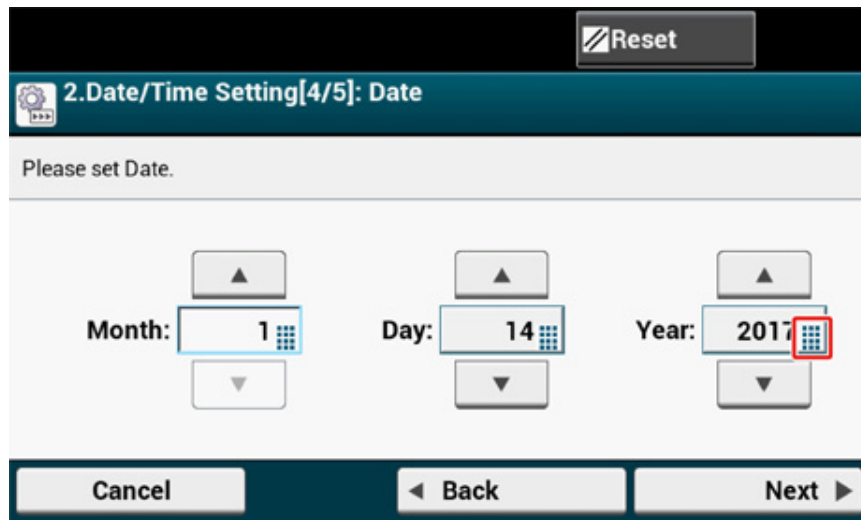 Reset
2.Date/Time Setting[4/5]: Date
Please set Date.
Month: 1 Day: 14 Year: 2017
Cancel Back Next